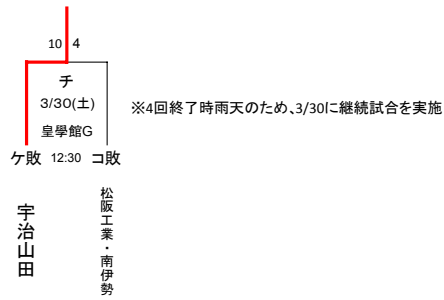 10 4
チ
3/30(土)
※4回終了時雨天のため、3/30に継続試合を実施
皇學館G
ケ敗 12:30 コ敗
宇治山田
松阪工業・南伊勢